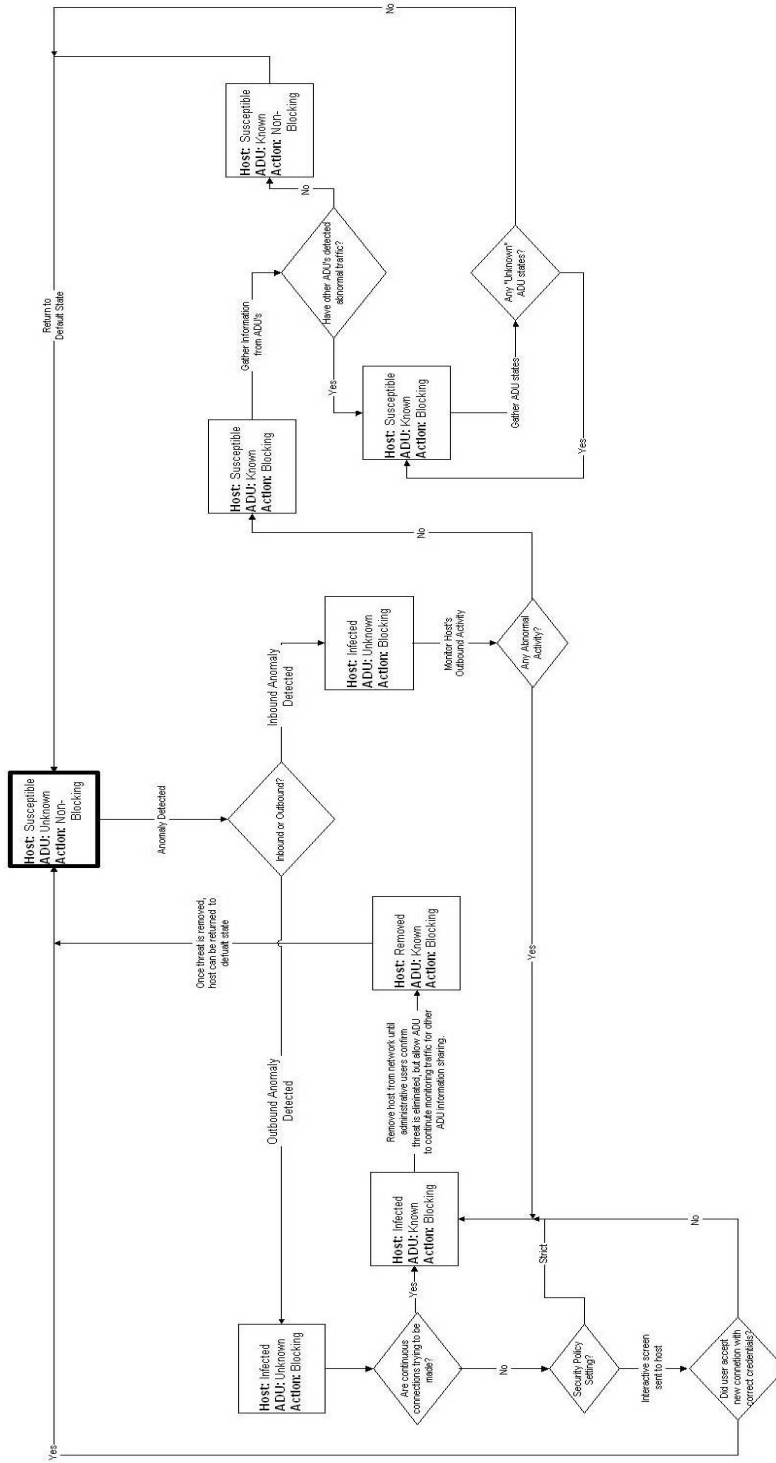 Host: Susceptible
ADU: Unknown
Action: Non-
Blocking
Anomaly Detected
Inbound or Outbound?
Outbound Anomaly
Detected
Inbound Anomaly
Detected
Host: Infected
ADU: Unknown
Action: Blocking
Are continuous
connections trying to be
made?
Yes
No
Security Policy
Setting?
Strict
Interactive screen
sent to host
Did user accept
new connetion with
correct credentials?
Yes
No
Host: Infected
ADU: Known
Action: Blocking
Remove host from network until
administrative users confirm
threat is eliminated, but allow ADU
to continute monitoring traffic for other
ADU information sharing.
Host: Removed
ADU: Known
Action: Blocking
Once threat is removed,
host can be returned to
defualt state
Host: Infected
ADU: Unknown
Action: Blocking
Monitor Host's
Outbound Activity
Any Abnormal
Activity?
Yes
No
Host: Susceptible
ADU: Known
Action: Blocking
Gather Information
from ADU's
Have other ADU's detected
abnormal traffic?
No
Yes
Host: Susceptible
ADU: Known
Action: Non-
Blocking
Host: Susceptible
ADU: Known
Action: Blocking
Gather ADU states
Any "Unknown"
ADU states?
Yes
No
Return to
Default State